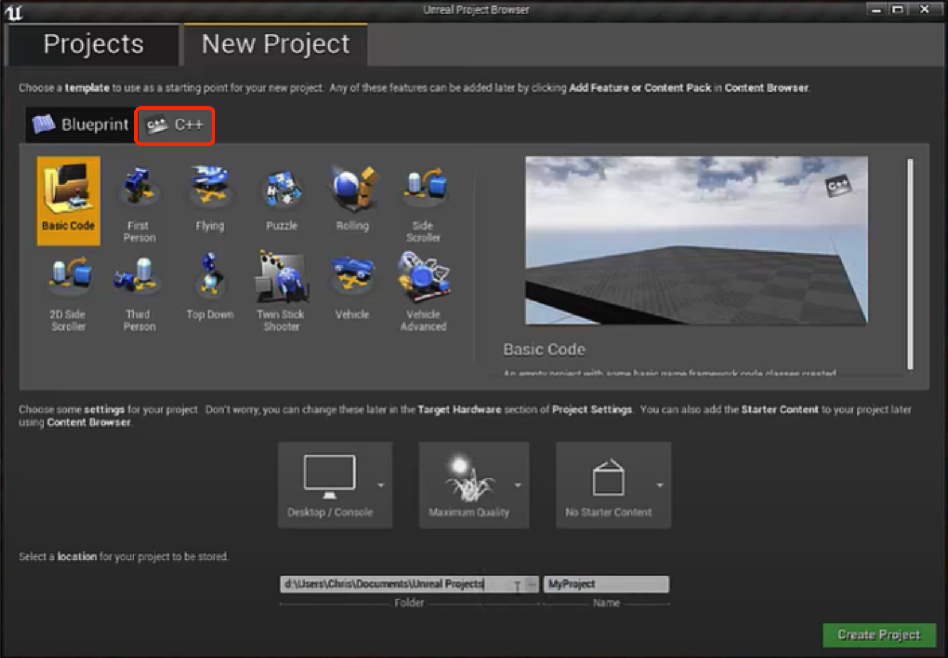 Unreal Project Browser
Projects
New Project
Choose a template to use as a starting point for your new project. Any of these features can be added later by clicking Add Feature or Content Pack in Content Browser.
Blueprint
C++
C++
Basic Code
First
Person
Flying
Puzzle
Rolling
Side
Scroller
2D Side
Scroller
Third
Person
Top Down
Twin Stick
Shooter
Vehicle
Vehicle
Advanced
C++
Basic Code
An empty project with some basic game framework code classes created.
Choose some settings for your project. Don't worry, you can change these later in the Target Hardware section of Project Settings. You can also add the Starter Content to your project later
using Content Browser.
Desktop / Console
Maximum Quality
No Starter Content
Select a location for your project to be stored.
d:\Users\Chris\Documents\Unreal Projects
MyProject
Folder
Name
Create Project